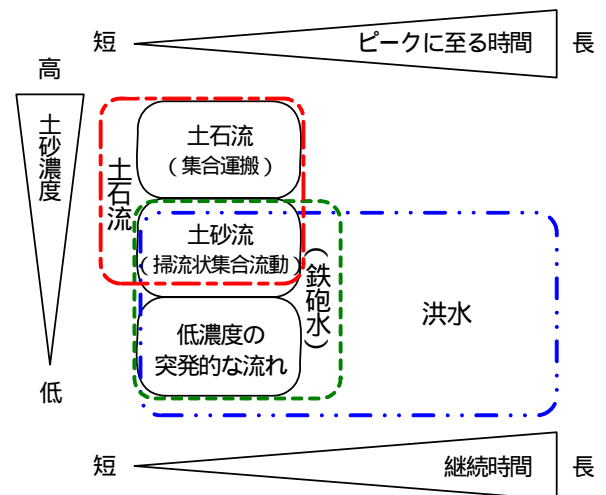 短
ピークに至る時間
長
高
土砂濃度
低
土石流
土石流
（集合運搬）
土砂流
（掃流状集合流動）
低濃度の
突発的な流れ
（鉄砲水）
洪水
短
継続時間
長